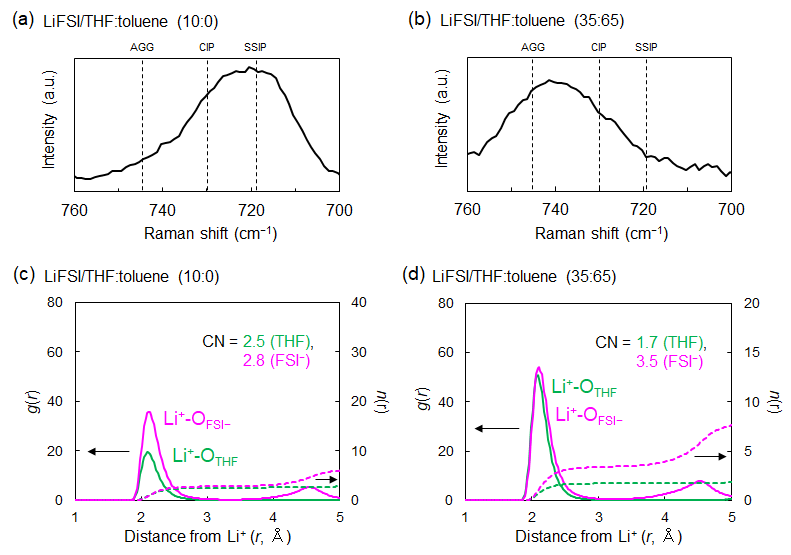 (a) LiFSI/THF:toluene (10:0)
AGG CIP SSIP
Intensity (a.u.)
760 740 720 700
Raman shift (cm⁻¹)
(b) LiFSI/THF:toluene (35:65)
AGG CIP SSIP
Intensity (a.u.)
760 740 720 700
Raman shift (cm⁻¹)
(c) LiFSI/THF:toluene (10:0)
80
60
40
20
0
g(r)
CN = 2.5 (THF),
2.8 (FSI⁻)
Li⁺-O_FSI⁻
Li⁺-O_THF
40
30
20
10
0
n(r)
1 2 3 4 5
Distance from Li⁺ (r, Å)
(d) LiFSI/THF:toluene (35:65)
80
60
40
20
0
g(r)
CN = 1.7 (THF),
3.5 (FSI⁻)
Li⁺-O_THF
Li⁺-O_FSI⁻
20
15
10
5
0
n(r)
1 2 3 4 5
Distance from Li⁺ (r, Å)